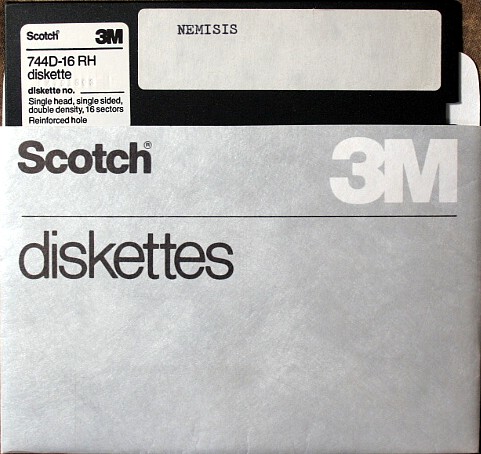 Scotch 3M
744D-16 RH
diskette
diskette no.
Single head, single sided,
double density, 16 sectors
Reinforced hole
NEMISIS
Scotch® 3M
diskettes